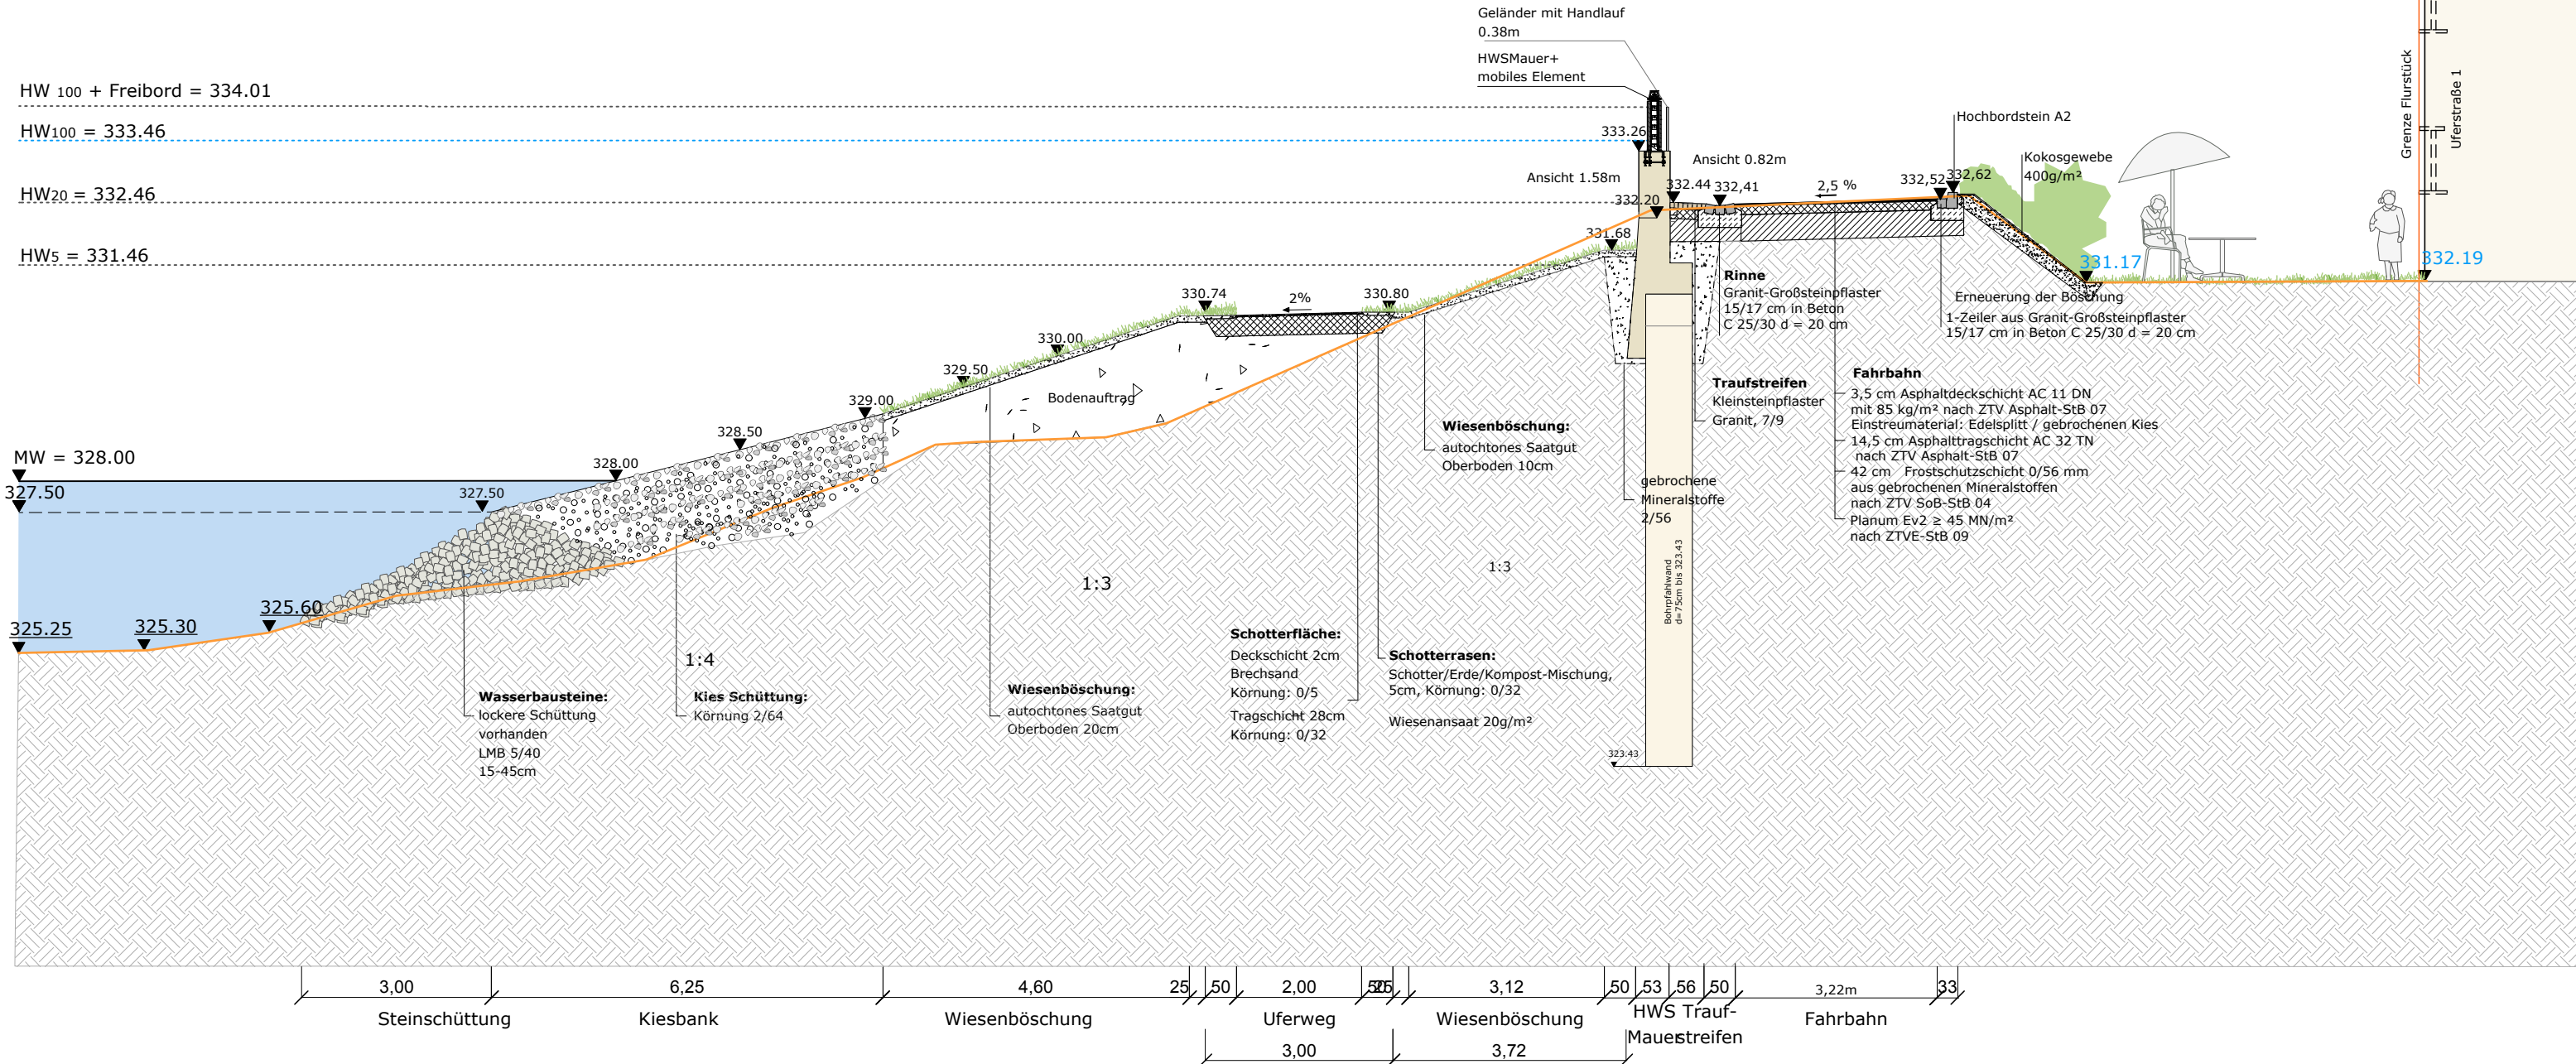 Geländer mit Handlauf
0.38m
HWSMauer+
mobiles Element
HW 100 + Freibord = 334.01
HW100 = 333.46
HW20 = 332.46
HW5 = 331.46
333.26
Ansicht 0.82m
Ansicht 1.58m
332.20
332.44
332,41
2,5 %
332,52
332,62
Hochbordstein A2
Kokosgewebe
400g/m²
Grenze Flurstück
Uferstraße 1
331.68
331.17
332.19
Rinne
Granit-Großsteinpflaster
15/17 cm in Beton
C 25/30 d = 20 cm
Erneuerung der Böschung
1-Zeiler aus Granit-Großsteinpflaster
15/17 cm in Beton C 25/30 d = 20 cm
330.74
2%
330.80
330.00
329.50
329.00
328.50
328.00
327.50
Bodenauftrag
MW = 328.00
327.50
325.60
325.30
325.25
Traufstreifen
Kleinsteinpflaster
Granit, 7/9
Fahrbahn
3,5 cm Asphaltdeckschicht AC 11 DN
mit 85 kg/m² nach ZTV Asphalt-StB 07
Einstreumaterial: Edelsplitt / gebrochenen Kies
14,5 cm Asphalttragschicht AC 32 TN
nach ZTV Asphalt-StB 07
42 cm Frostschutzschicht 0/56 mm
aus gebrochenen Mineralstoffen
nach ZTV SoB-StB 04
Planum Ev2 ≥ 45 MN/m²
nach ZTVE-StB 09
Wiesenböschung:
autochtones Saatgut
Oberboden 10cm
gebrochene
Mineralstoffe
2/56
1:3
1:3
1:4
Bohrpfahlwand
d=75cm bis 323.43
323.43
Wasserbausteine:
lockere Schüttung
vorhanden
LMB 5/40
15-45cm
Kies Schüttung:
Körnung 2/64
Wiesenböschung:
autochtones Saatgut
Oberboden 20cm
Schotterfläche:
Deckschicht 2cm
Brechsand
Körnung: 0/5
Tragschicht 28cm
Körnung: 0/32
Schotterrasen:
Schotter/Erde/Kompost-Mischung,
5cm, Körnung: 0/32
Wiesenansaat 20g/m²
3,00
6,25
4,60
25
50
2,00
50
25
3,12
50
53
56
50
3,22m
33
Steinschüttung
Kiesbank
Wiesenböschung
Uferweg
Wiesenböschung
HWS
Mauer
Trauf-
streifen
Fahrbahn
3,00
3,72